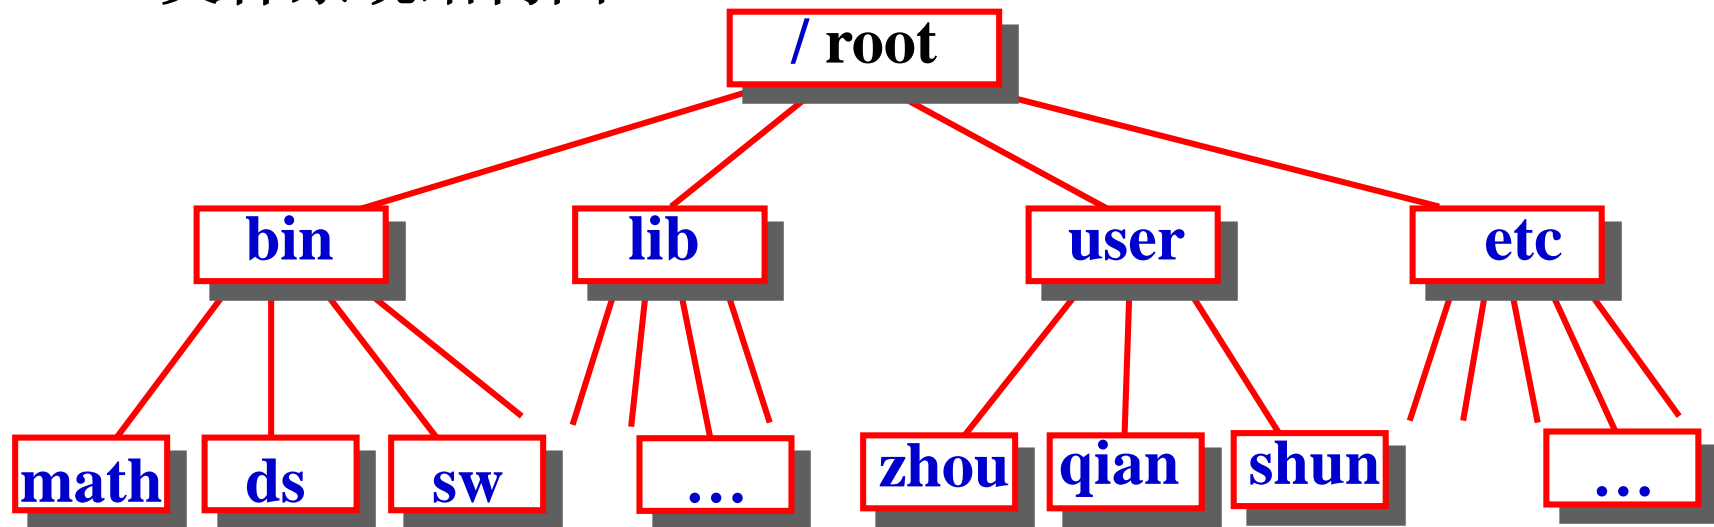 / root
bin lib user etc
math ds sw … zhou qian shun …